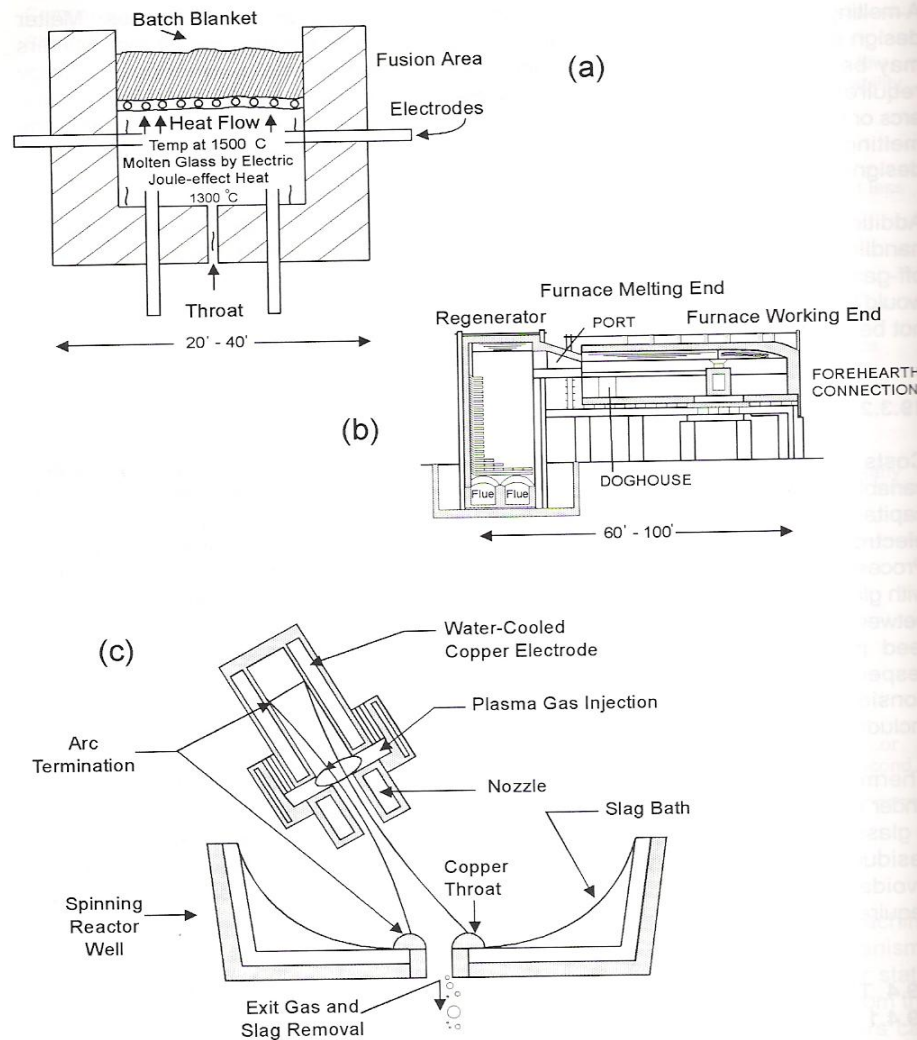 Batch Blanket
Fusion Area
(a)
Electrodes
Heat Flow
Temp at 1500 C
Molten Glass by Electric
Joule-effect Heat
1300 °C
Throat
20' - 40'
Furnace Melting End
Regenerator
PORT
Furnace Working End
FOREHEARTH
CONNECTION
(b)
DOGHOUSE
Flue
Flue
60' - 100'
(c)
Water-Cooled
Copper Electrode
Plasma Gas Injection
Arc
Termination
Nozzle
Slag Bath
Copper
Throat
Spinning
Reactor
Well
Exit Gas and
Slag Removal